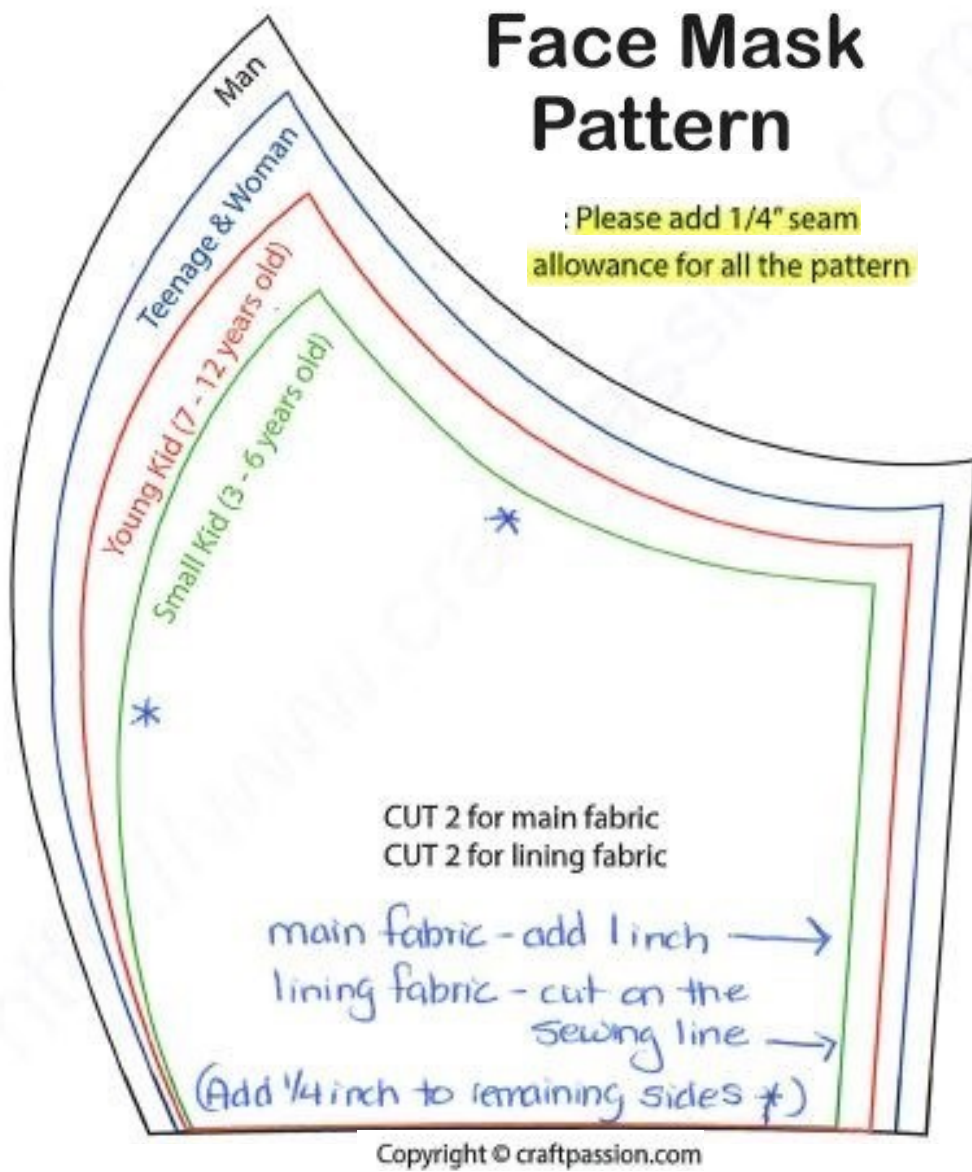 Face Mask
Pattern
: Please add 1/4" seam
allowance for all the pattern
Man
Teenage & Woman
Young Kid (7 - 12 years old)
Small Kid (3 - 6 years old)
*
*
CUT 2 for main fabric
CUT 2 for lining fabric
main fabric - add 1 inch →
lining fabric - cut on the
sewing line →
(Add 1/4 inch to remaining sides *)
Copyright © craftpassion.com